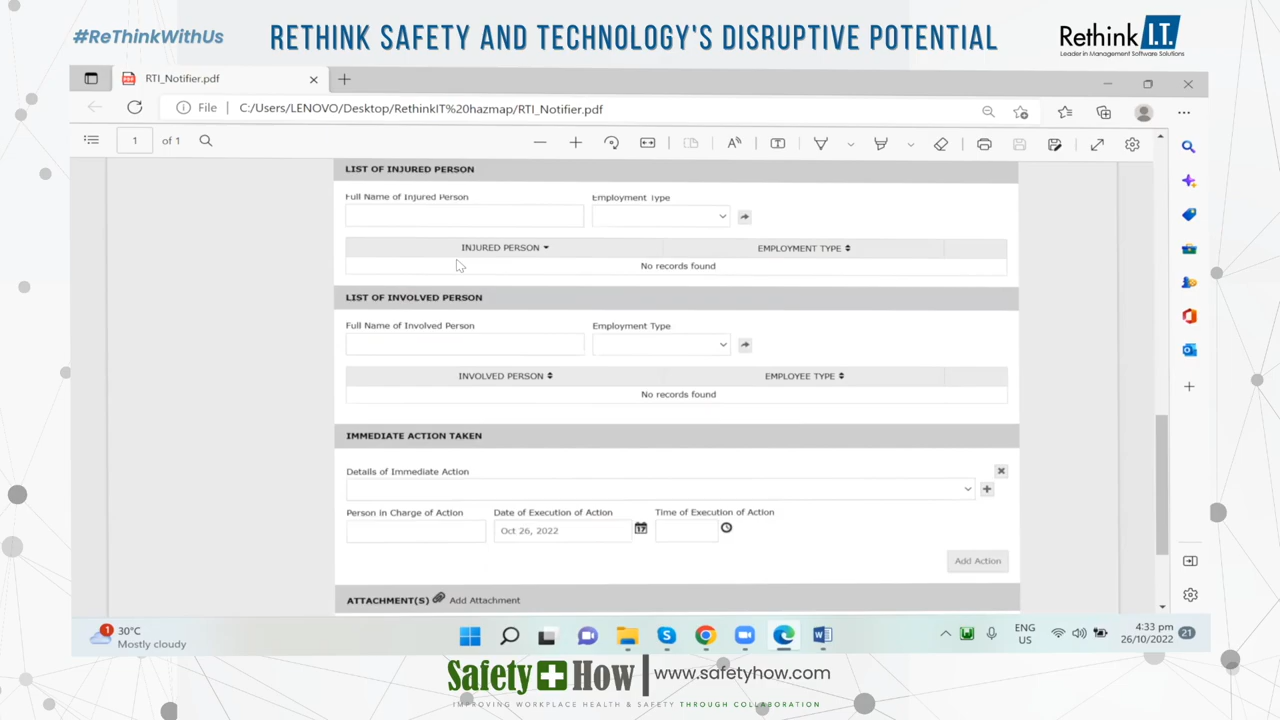 #ReThinkWithUs
RETHINK SAFETY AND TECHNOLOGY'S DISRUPTIVE POTENTIAL
Rethink I.T.
Leader in Management Software Solutions
RTI_Notifier.pdf
File C:/Users/LENOVO/Desktop/RethinkIT%20hazmap/RTI_Notifier.pdf
1 of 1
LIST OF INJURED PERSON
Full Name of Injured Person Employment Type
INJURED PERSON EMPLOYMENT TYPE
No records found
LIST OF INVOLVED PERSON
Full Name of Involved Person Employment Type
INVOLVED PERSON EMPLOYEE TYPE
No records found
IMMEDIATE ACTION TAKEN
Details of Immediate Action
Person in Charge of Action Date of Execution of Action Time of Execution of Action
Oct 26, 2022 17
Add Action
ATTACHMENT(S) Add Attachment
1 30°C
Mostly cloudy
ENG
US
4:33 pm
26/10/2022 21
Safety How www.safetyhow.com
IMPROVING WORKPLACE HEALTH & SAFETY THROUGH COLLABORATION